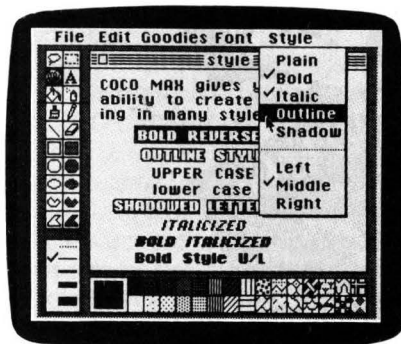 File Edit Goodies Font Style
style
COCO MAX gives
ability to create
ing in many style
BOLD REVERSE
OUTLINE STYL
UPPER CASE
lower case
SHADOWED LETTE
ITALICIZED
BOLD ITALICIZED
Bold Style U/L
Plain
✓Bold
✓Italic
Outline
Shadow
Left
✓Middle
Right